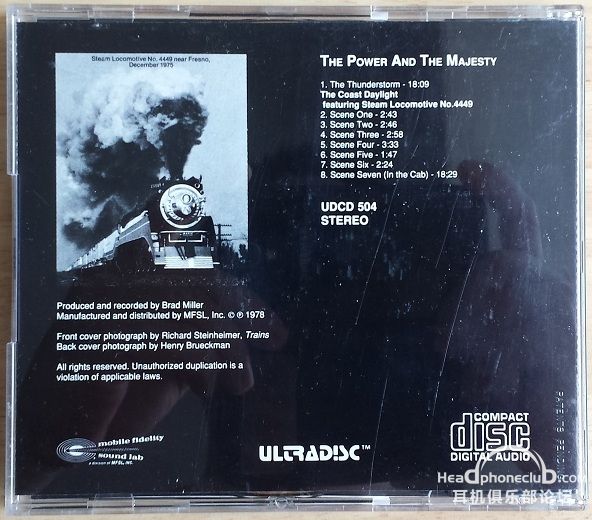 Steam Locomotive No. 4449 near Fresno,
December 1975
THE POWER AND THE MAJESTY
1. The Thunderstorm - 18:09
The Coast Daylight
featuring Steam Locomotive No.4449
2. Scene One - 2:43
3. Scene Two - 2:46
4. Scene Three - 2:58
5. Scene Four - 3:33
6. Scene Five - 1:47
7. Scene Six - 2:24
8. Scene Seven (In the Cab) - 18:29
UDCD 504
STEREO
Produced and recorded by Brad Miller
Manufactured and distributed by MFSL, Inc. © ℗ 1978
Front cover photograph by Richard Steinheimer, Trains
Back cover photograph by Henry Brueckman
All rights reserved. Unauthorized duplication is a
violation of applicable laws.
mobile fidelity
sound lab
a division of MFSL, INC.
ULTRADISC™
COMPACT
disc
DIGITAL AUDIO
PATENTS
Headphoneclub.com
耳机俱乐部论坛